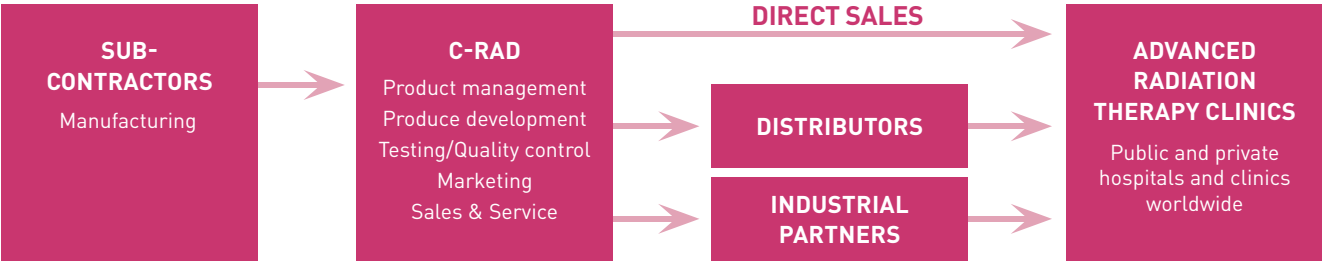 SUB-
CONTRACTORS
Manufacturing
C-RAD
Product management
Produce development
Testing/Quality control
Marketing
Sales & Service
DIRECT SALES
DISTRIBUTORS
INDUSTRIAL
PARTNERS
ADVANCED
RADIATION
THERAPY CLINICS
Public and private
hospitals and clinics
worldwide